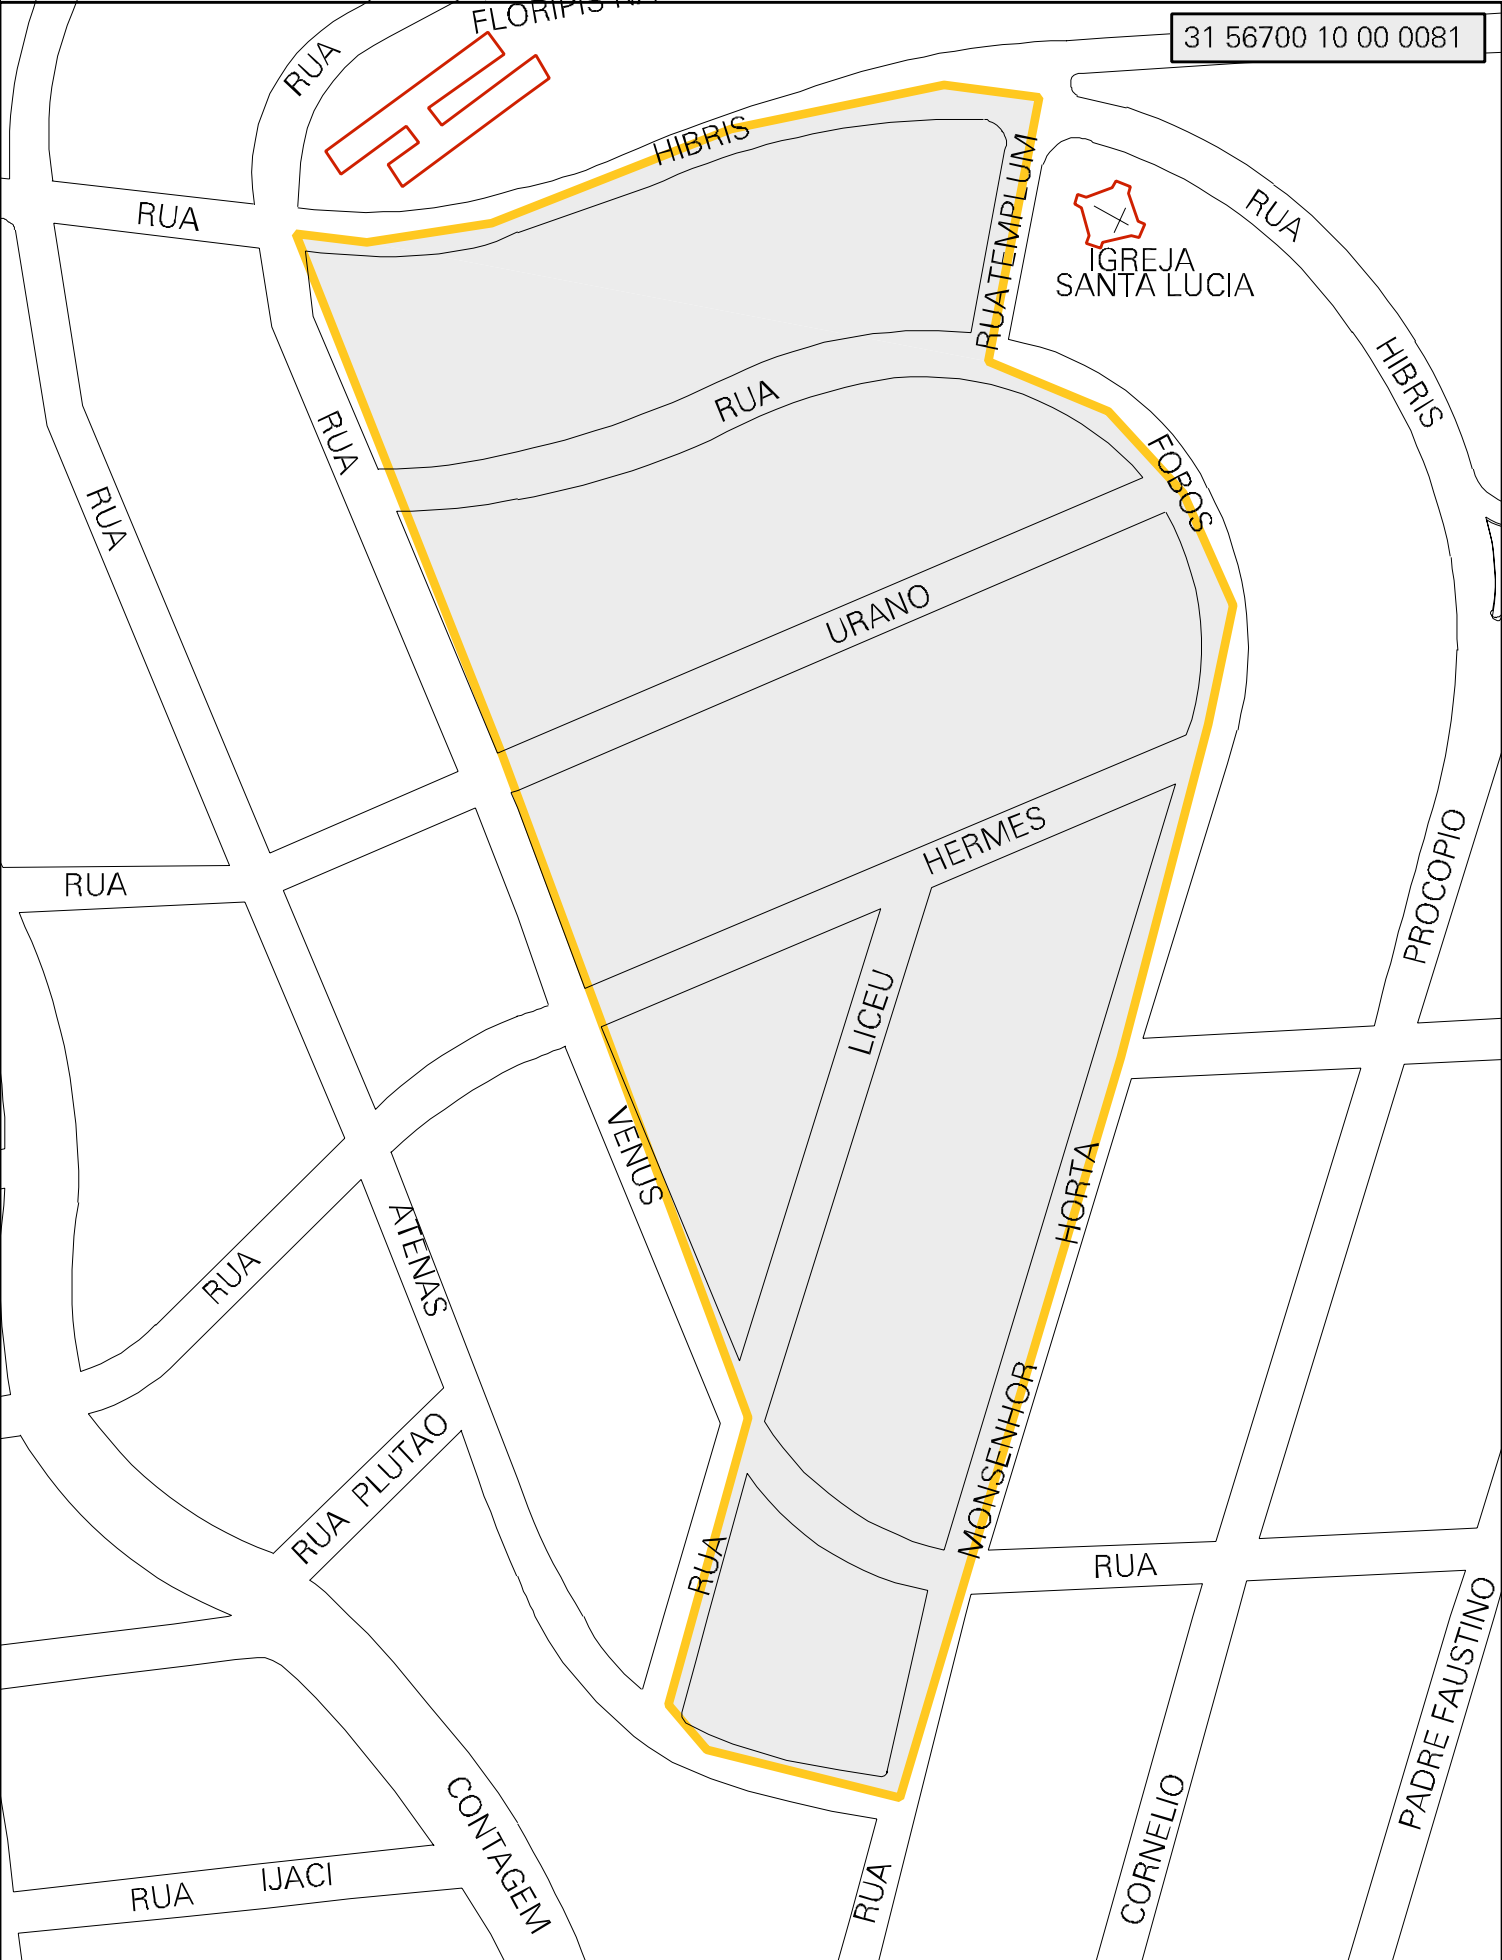 FLORIPIS
31 56700 10 00 0081
RUA
HIBRIS
RUA
RUA TEMPLUM
RUA
IGREJA
SANTA LUCIA
HIBRIS
RUA
RUA
FOBOS
RUA
URANO
HERMES
RUA
PROCOPIO
LICEU
VENUS
HORTA
ATENAS
RUA
MONSENHOR
RUA PLUTAO
RUA
RUA
PADRE FAUSTINO
CONTAGEM
CORNELIO
RUA
IJACI
RUA